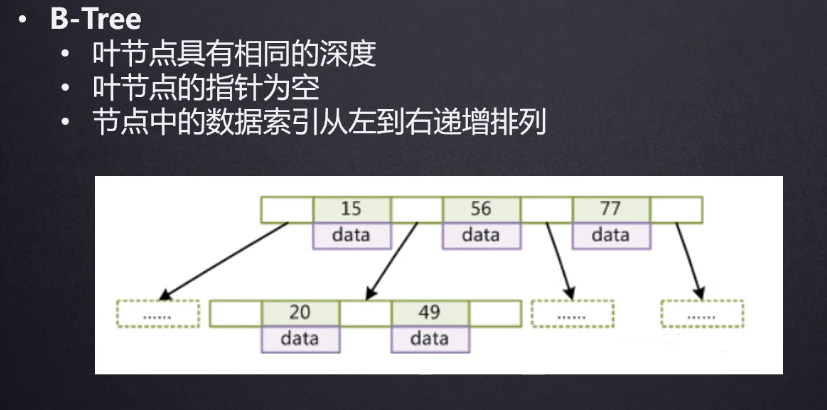 • B-Tree
• 叶节点具有相同的深度
• 叶节点的指针为空
• 节点中的数据索引从左到右递增排列
15 56 77
data data data
...... 20 49 ...... ......
data data